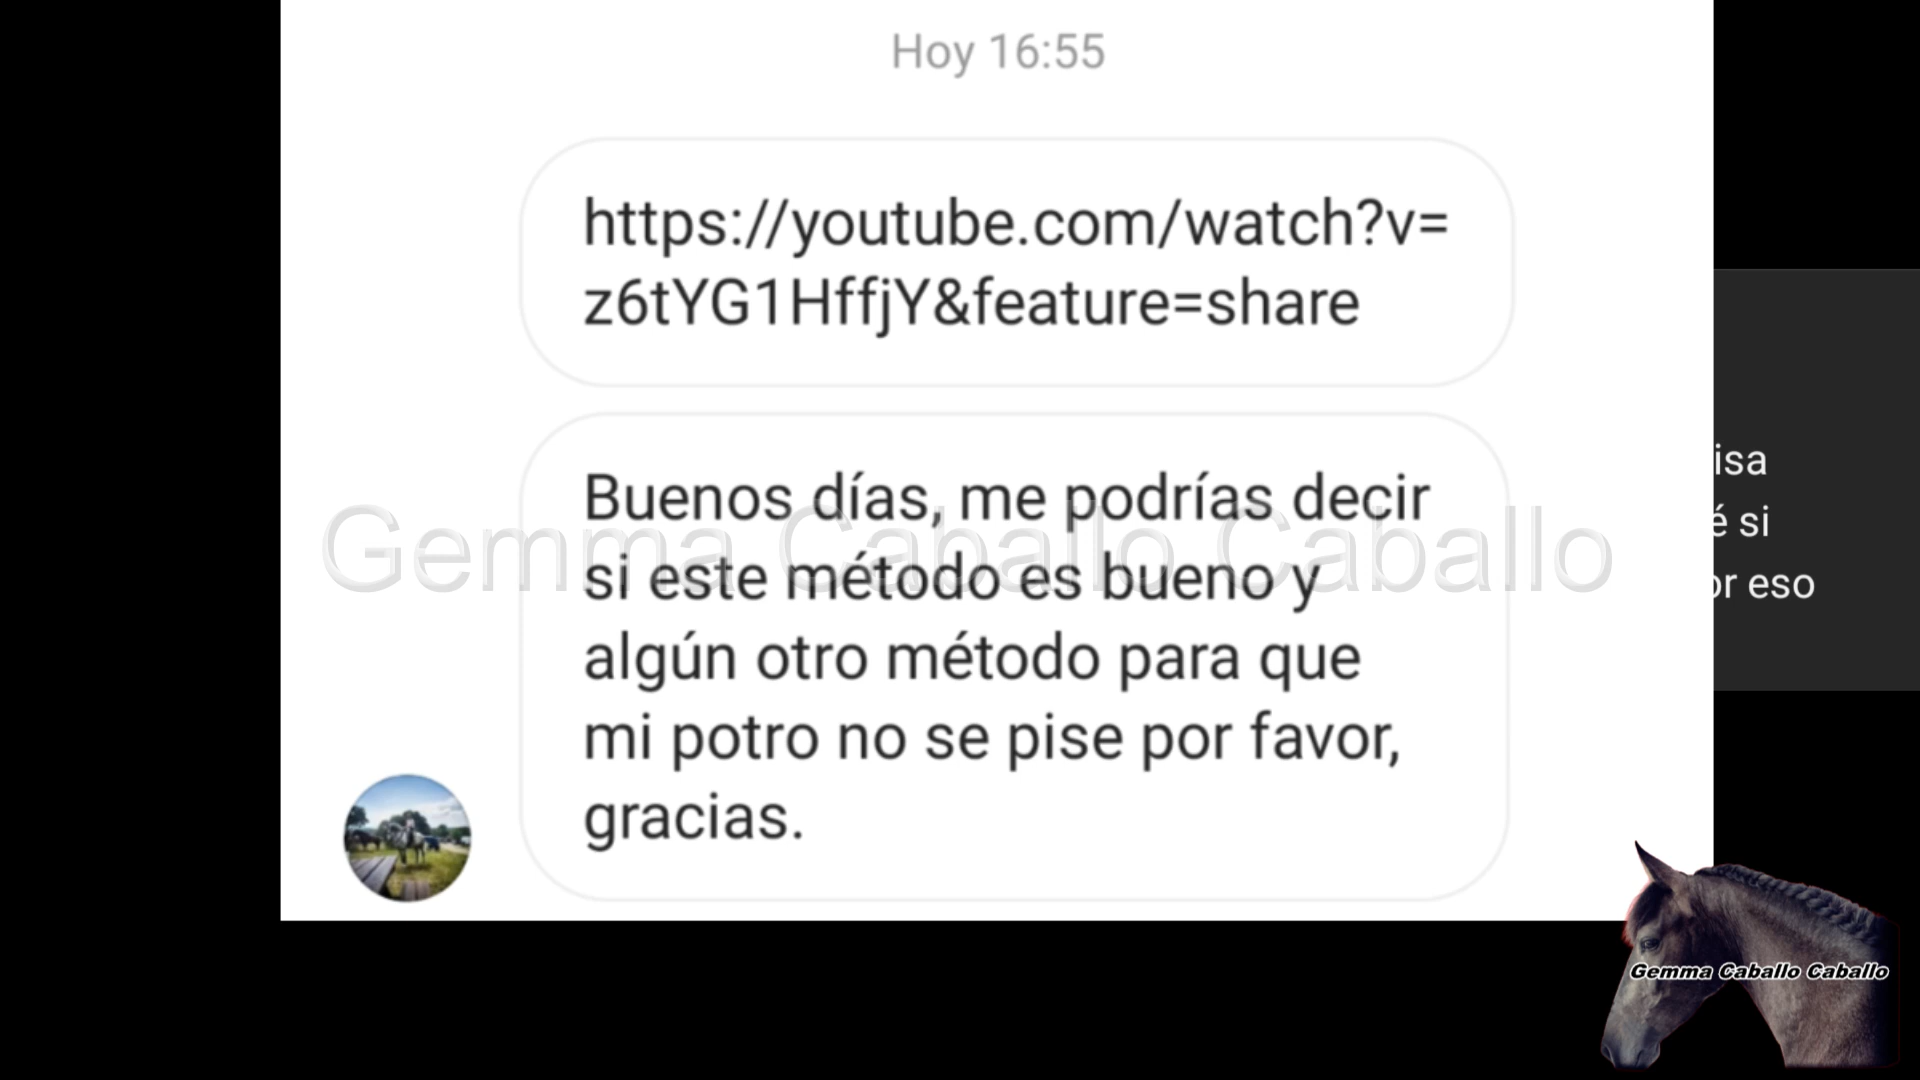 Hoy 16:55
https://youtube.com/watch?v=
z6tYG1HffjY&feature=share
Buenos días, me podrías decir
si este método es bueno y
algún otro método para que
mi potro no se pise por favor,
gracias.
Gemma Caballo Caballo
isa
é si
or eso
Gemma Caballo Caballo